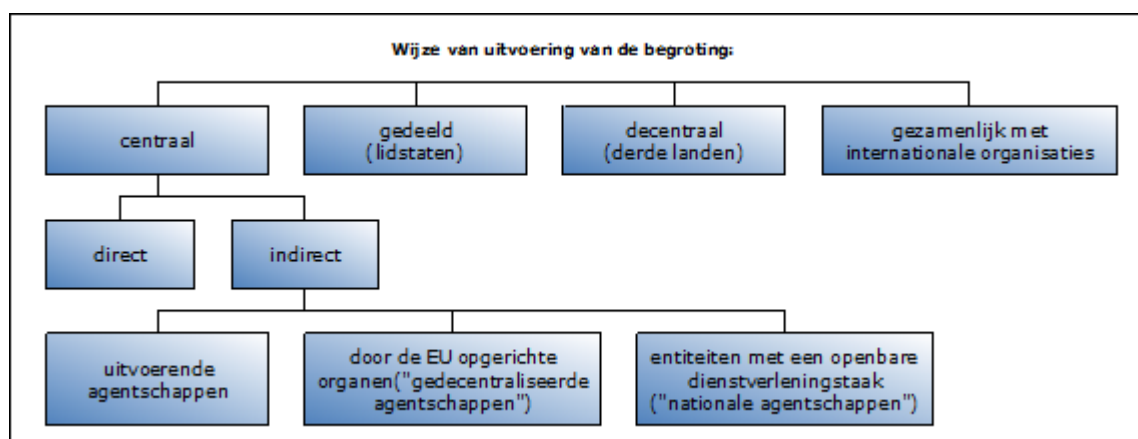 Wijze van uitvoering van de begroting:
centraal
gedeeld
(lidstaten)
decentraal
(derde landen)
gezamenlijk met
internationale organisaties
direct
indirect
uitvoerende
agentschappen
door de EU opgerichte
organen("gedecentraliseerde
agentschappen")
entiteiten met een openbare
dienstverleningstaak
("nationale agentschappen")